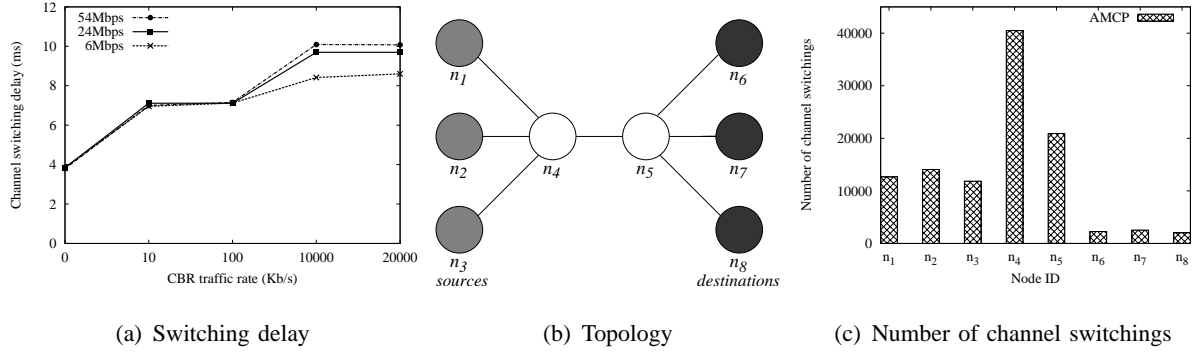 54Mbps
24Mbps
6Mbps
12
10
8
6
4
2
0
Channel switching delay (ms)
0 10 100 10000 20000
CBR traffic rate (Kb/s)
(a) Switching delay
n1
n2
n3
sources
n4
n5
n6
n7
n8
destinations
(b) Topology
AMCP
40000
30000
20000
10000
0
Number of channel switchings
n1 n2 n3 n4 n5 n6 n7 n8
Node ID
(c) Number of channel switchings